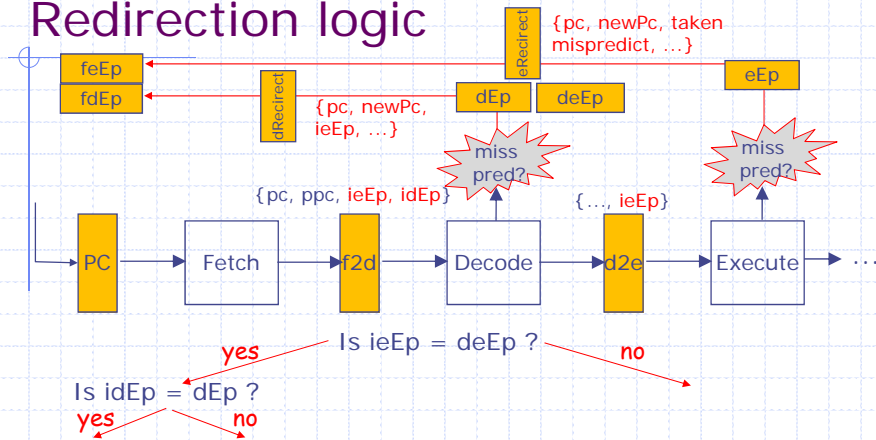 Redirection logic
{pc, newPc, taken
mispredict, ...}
eRecirect
feEp
fdEp
eEp
dEp
deEp
dRecirect
{pc, newPc,
ieEp, ...}
miss
pred?
miss
pred?
{pc, ppc, ieEp, idEp}
{..., ieEp}
PC
Fetch
f2d
Decode
d2e
Execute
...
Is ieEp = deEp ?
yes
no
Is idEp = dEp ?
yes
no